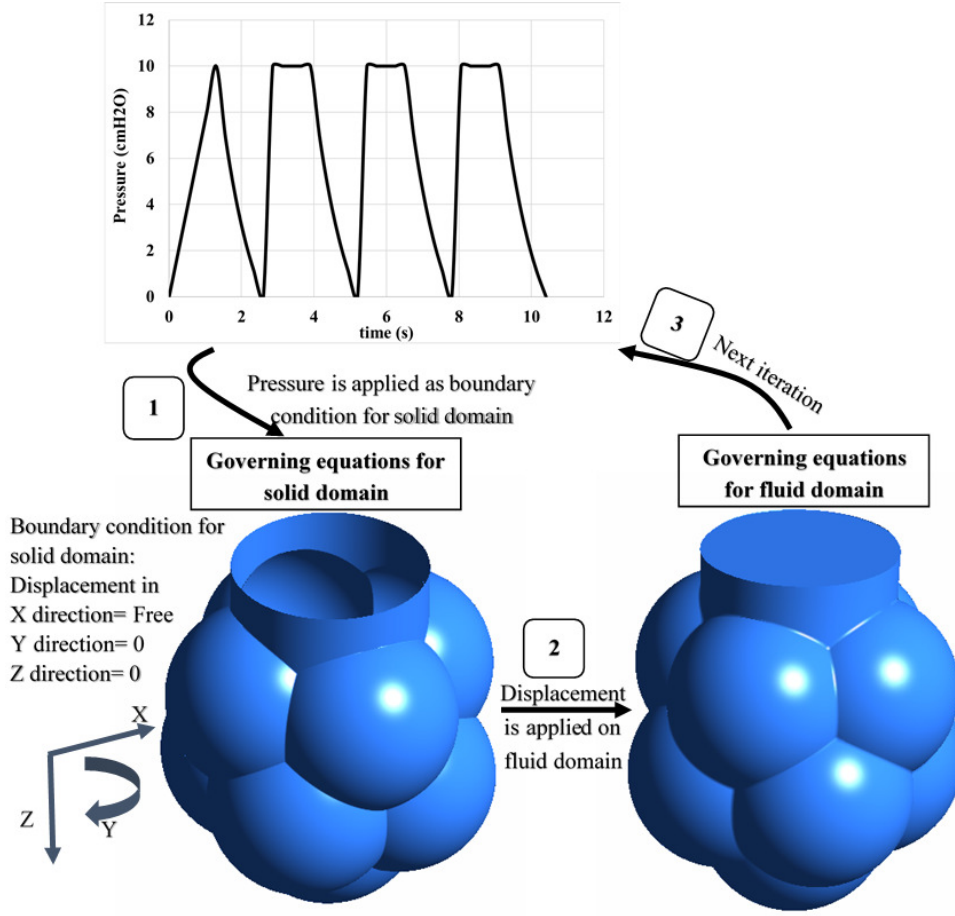 12
10
8
6
4
2
0
Pressure (cmH2O)
0 2 4 6 8 10 12
time (s)
1
Pressure is applied as boundary
condition for solid domain
3
Next iteration
Governing equations for
solid domain
Governing equations
for fluid domain
Boundary condition for
solid domain:
Displacement in
X direction= Free
Y direction= 0
Z direction= 0
X
Z
Y
2
Displacement
is applied on
fluid domain